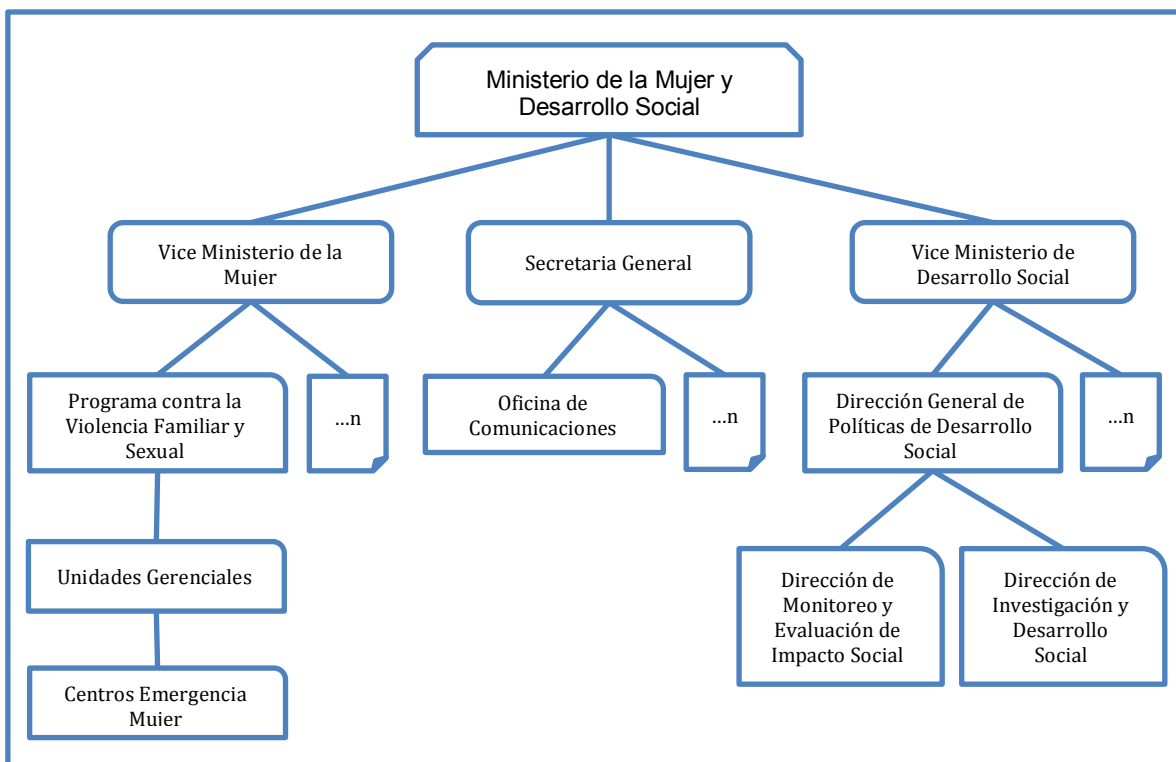 Ministerio de la Mujer y
Desarrollo Social
Vice Ministerio de la
Mujer
Secretaria General
Vice Ministerio de
Desarrollo Social
Programa contra la
Violencia Familiar y
Sexual
...n
Oficina de
Comunicaciones
...n
Dirección General de
Políticas de Desarrollo
Social
...n
Unidades Gerenciales
Dirección de
Monitoreo y
Evaluación de
Impacto Social
Dirección de
Investigación y
Desarrollo
Social
Centros Emergencia
Mujer